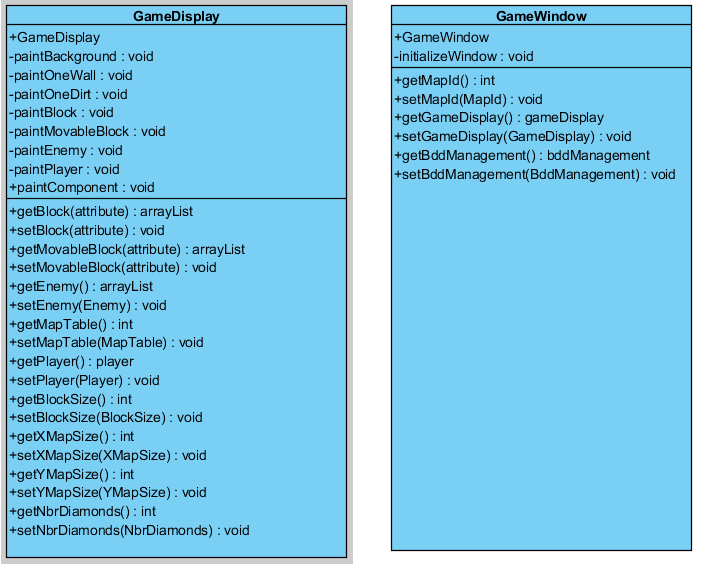 GameDisplay
+GameDisplay
-paintBackground : void
-paintOneWall : void
-paintOneDirt : void
-paintBlock : void
-paintMovableBlock : void
-paintEnemy : void
-paintPlayer : void
+paintComponent : void
+getBlock(attribute) : arrayList
+setBlock(attribute) : void
+getMovableBlock(attribute) : arrayList
+setMovableBlock(attribute) : void
+getEnemy() : arrayList
+setEnemy(Enemy) : void
+getMapTable() : int
+setMapTable(MapTable) : void
+getPlayer() : player
+setPlayer(Player) : void
+getBlockSize() : int
+setBlockSize(BlockSize) : void
+getXMapSize() : int
+setXMapSize(XMapSize) : void
+getYMapSize() : int
+setYMapSize(YMapSize) : void
+getNbrDiamonds() : int
+setNbrDiamonds(NbrDiamonds) : void
GameWindow
+GameWindow
-initializeWindow : void
+getMapId() : int
+setMapId(MapId) : void
+getGameDisplay() : gameDisplay
+setGameDisplay(GameDisplay) : void
+getBddManagement() : bddManagement
+setBddManagement(BddManagement) : void